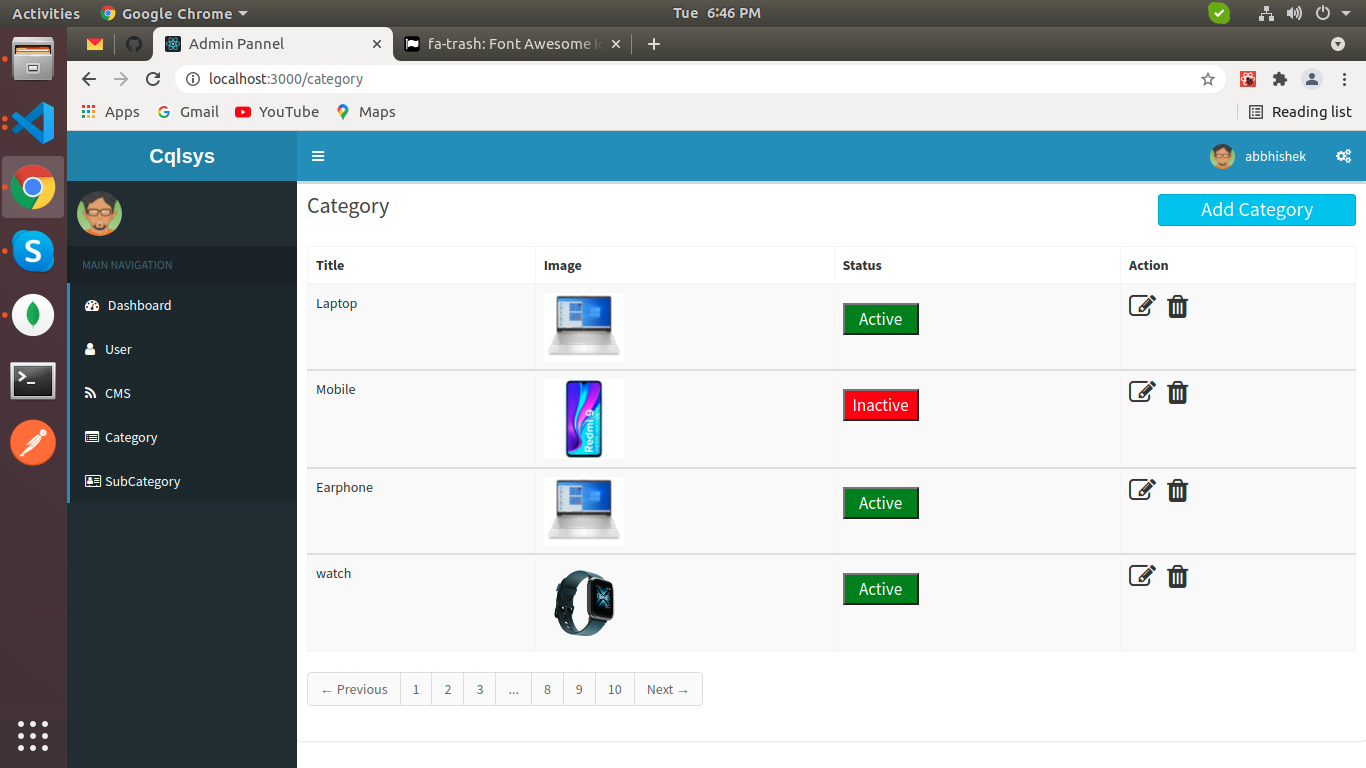 Activities Google Chrome Tue 6:46 PM
Admin Pannel fa-trash: Font Awesome
localhost:3000/category
Apps Gmail YouTube Maps Reading list
Cqlsys abbhishek
Category Add Category
MAIN NAVIGATION
Dashboard
User
CMS
Category
SubCategory
Title Image Status Action
Laptop Active
Mobile Redmi 9 Inactive
Earphone Active
watch Active
← Previous 1 2 3 ... 8 9 10 Next →